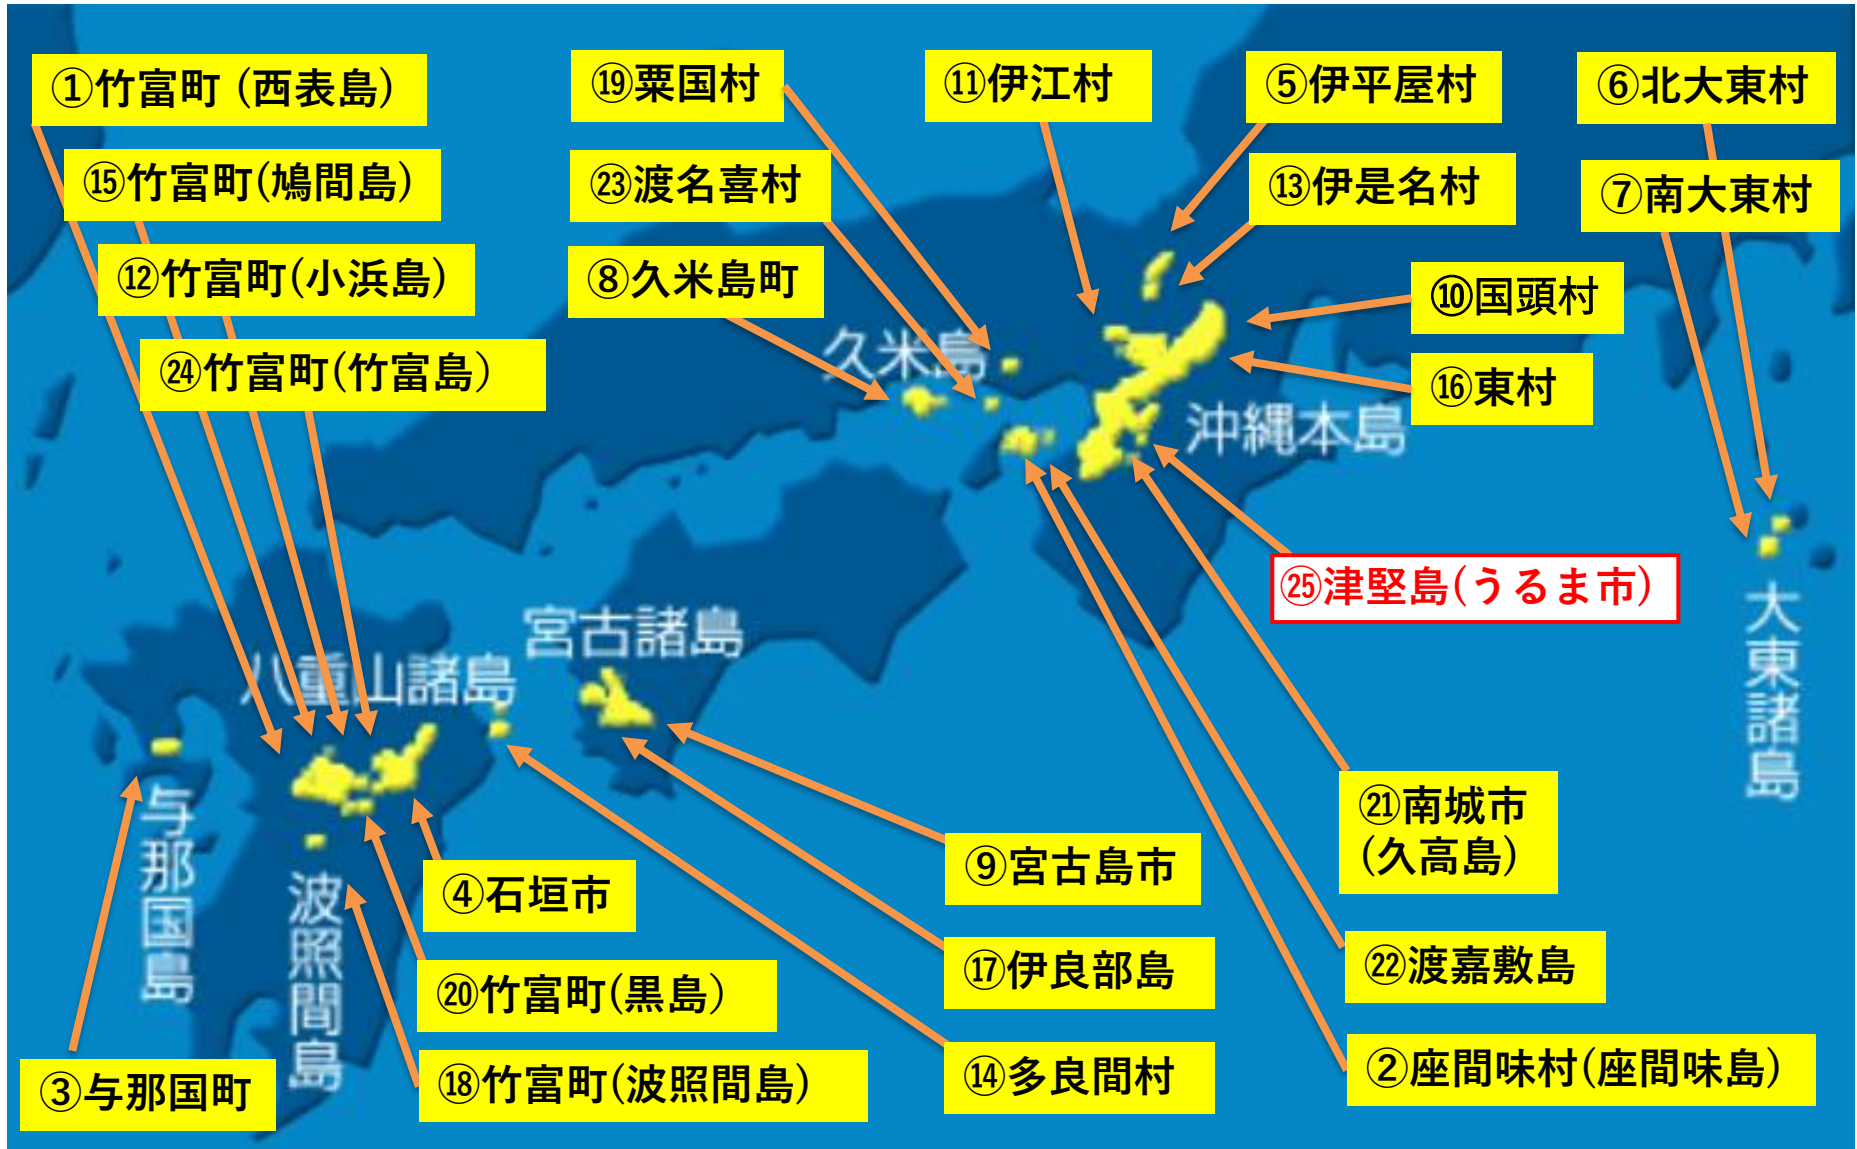 ①竹富町 (西表島)
⑮竹富町(鳩間島)
⑫竹富町(小浜島)
㉔竹富町(竹富島)
⑲粟国村
㉓渡名喜村
⑧久米島町
⑪伊江村
⑤伊平屋村
⑬伊是名村
⑥北大東村
⑦南大東村
⑩国頭村
⑯東村
久米島
沖縄本島
㉕津堅島(うるま市)
宮古諸島
八重山諸島
大東諸島
与那国島
波照間島
④石垣市
⑳竹富町(黒島)
⑱竹富町(波照間島)
③与那国町
⑨宮古島市
⑰伊良部島
⑭多良間村
㉑南城市
(久高島)
㉒渡嘉敷島
②座間味村(座間味島)